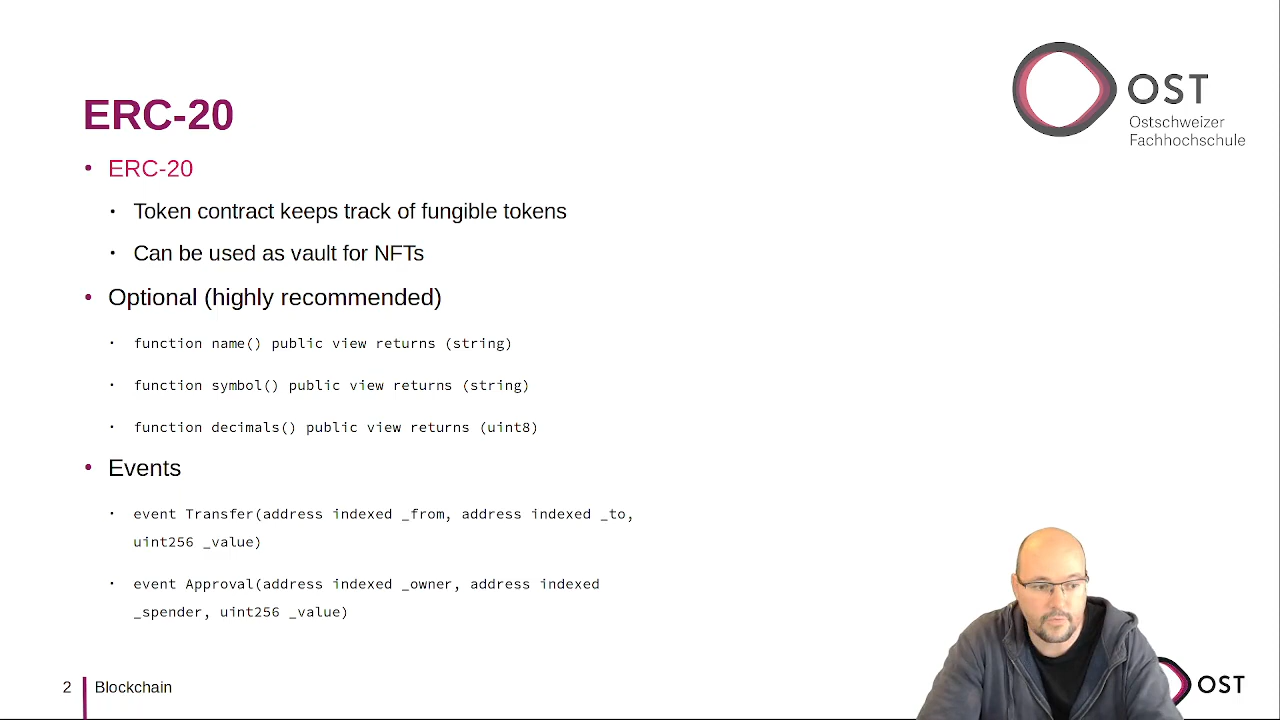 OST
Ostschweizer
Fachhochschule
ERC-20
• ERC-20
• Token contract keeps track of fungible tokens
• Can be used as vault for NFTs
• Optional (highly recommended)
• function name() public view returns (string)
• function symbol() public view returns (string)
• function decimals() public view returns (uint8)
• Events
• event Transfer(address indexed _from, address indexed _to,
uint256 _value)
• event Approval(address indexed _owner, address indexed
_spender, uint256 _value)
2 Blockchain
OST